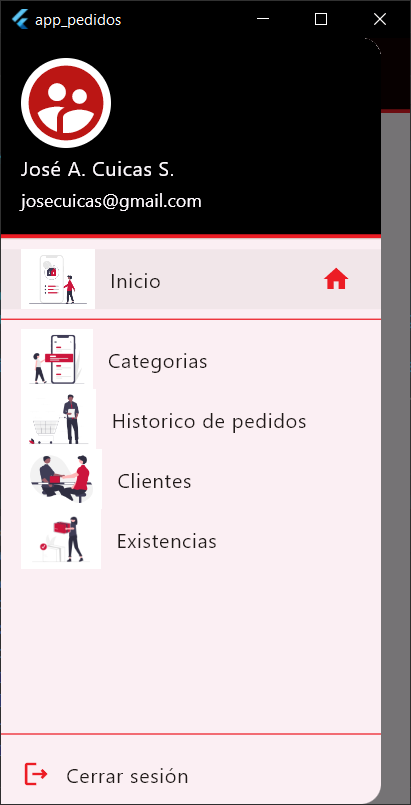 app_pedidos
José A. Cuicas S.
josecuicas@gmail.com
Inicio
Categorias
Historico de pedidos
Clientes
Existencias
Cerrar sesión